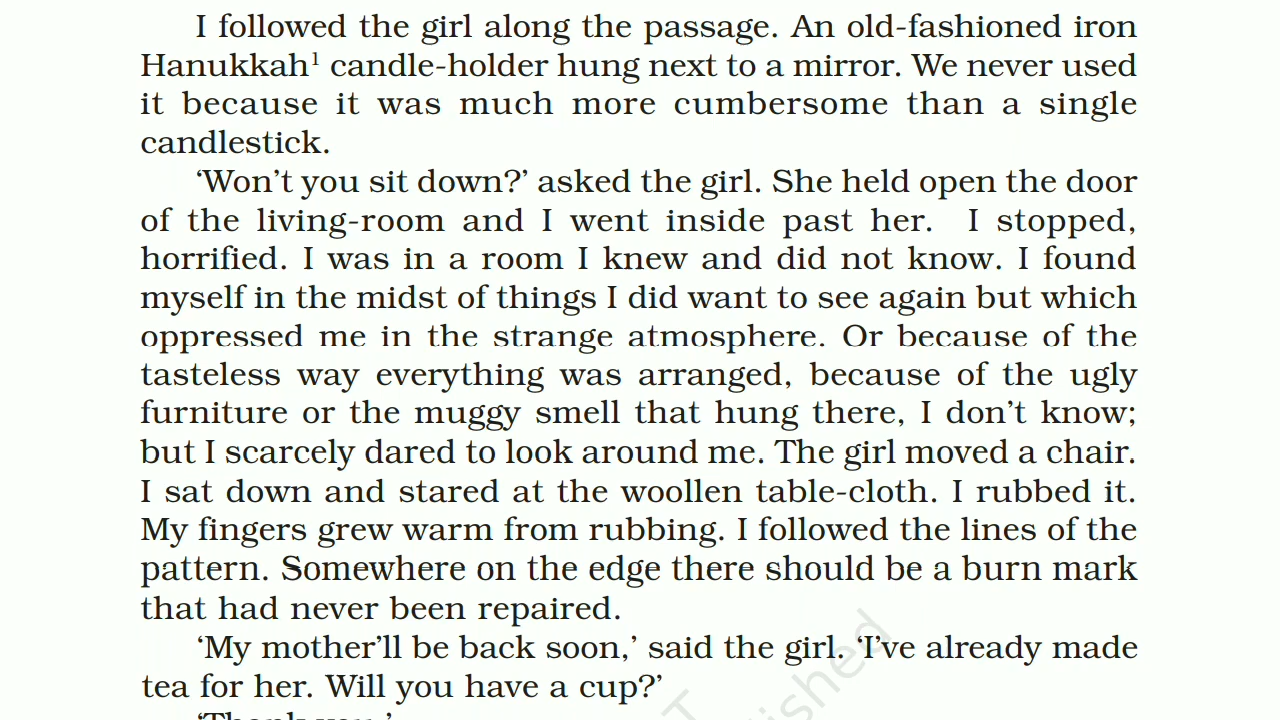 I followed the girl along the passage. An old-fashioned iron
Hanukkah¹ candle-holder hung next to a mirror. We never used
it because it was much more cumbersome than a single
candlestick.
‘Won’t you sit down?’ asked the girl. She held open the door
of the living-room and I went inside past her. I stopped,
horrified. I was in a room I knew and did not know. I found
myself in the midst of things I did want to see again but which
oppressed me in the strange atmosphere. Or because of the
tasteless way everything was arranged, because of the ugly
furniture or the muggy smell that hung there, I don’t know;
but I scarcely dared to look around me. The girl moved a chair.
I sat down and stared at the woollen table-cloth. I rubbed it.
My fingers grew warm from rubbing. I followed the lines of the
pattern. Somewhere on the edge there should be a burn mark
that had never been repaired.
‘My mother’ll be back soon,’ said the girl. ‘I’ve already made
tea for her. Will you have a cup?’
‘Thank you.’